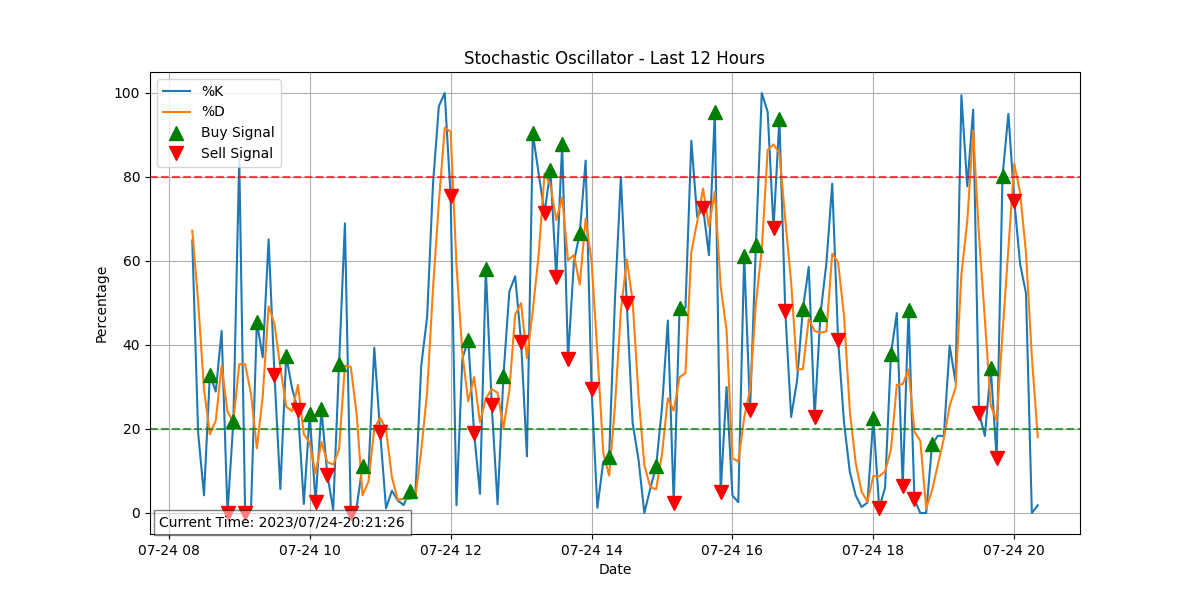 Stochastic Oscillator - Last 12 Hours
%K
%D
Buy Signal
Sell Signal
100
80
60
40
20
0
Percentage
Current Time: 2023/07/24-20:21:26
07-24 08 07-24 10 07-24 12 07-24 14 07-24 16 07-24 18 07-24 20
Date